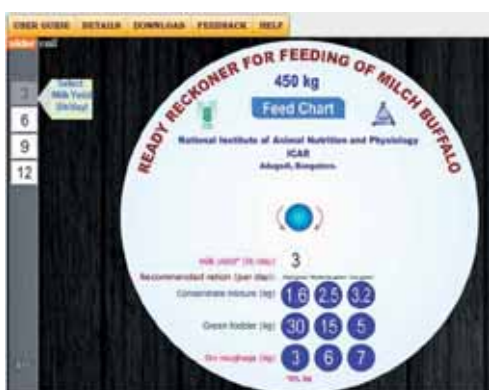 USER GUIDE DETAILS DOWNLOAD FEEDBACK HELP
3
Select
Milk Yield
6
9
12
READY RECKONER FOR FEEDING OF MILCH BUFFALO
450 kg
Feed Chart
National Institute of Animal Nutrition and Physiology
ICAR
Adugodi, Bangalore.
3
Recommended ration (per day)
Concentrate mixture (kg) 1.6 2.5 3.2
Green fodder (kg) 30 15 5
Dry roughage (kg) 3 6 7